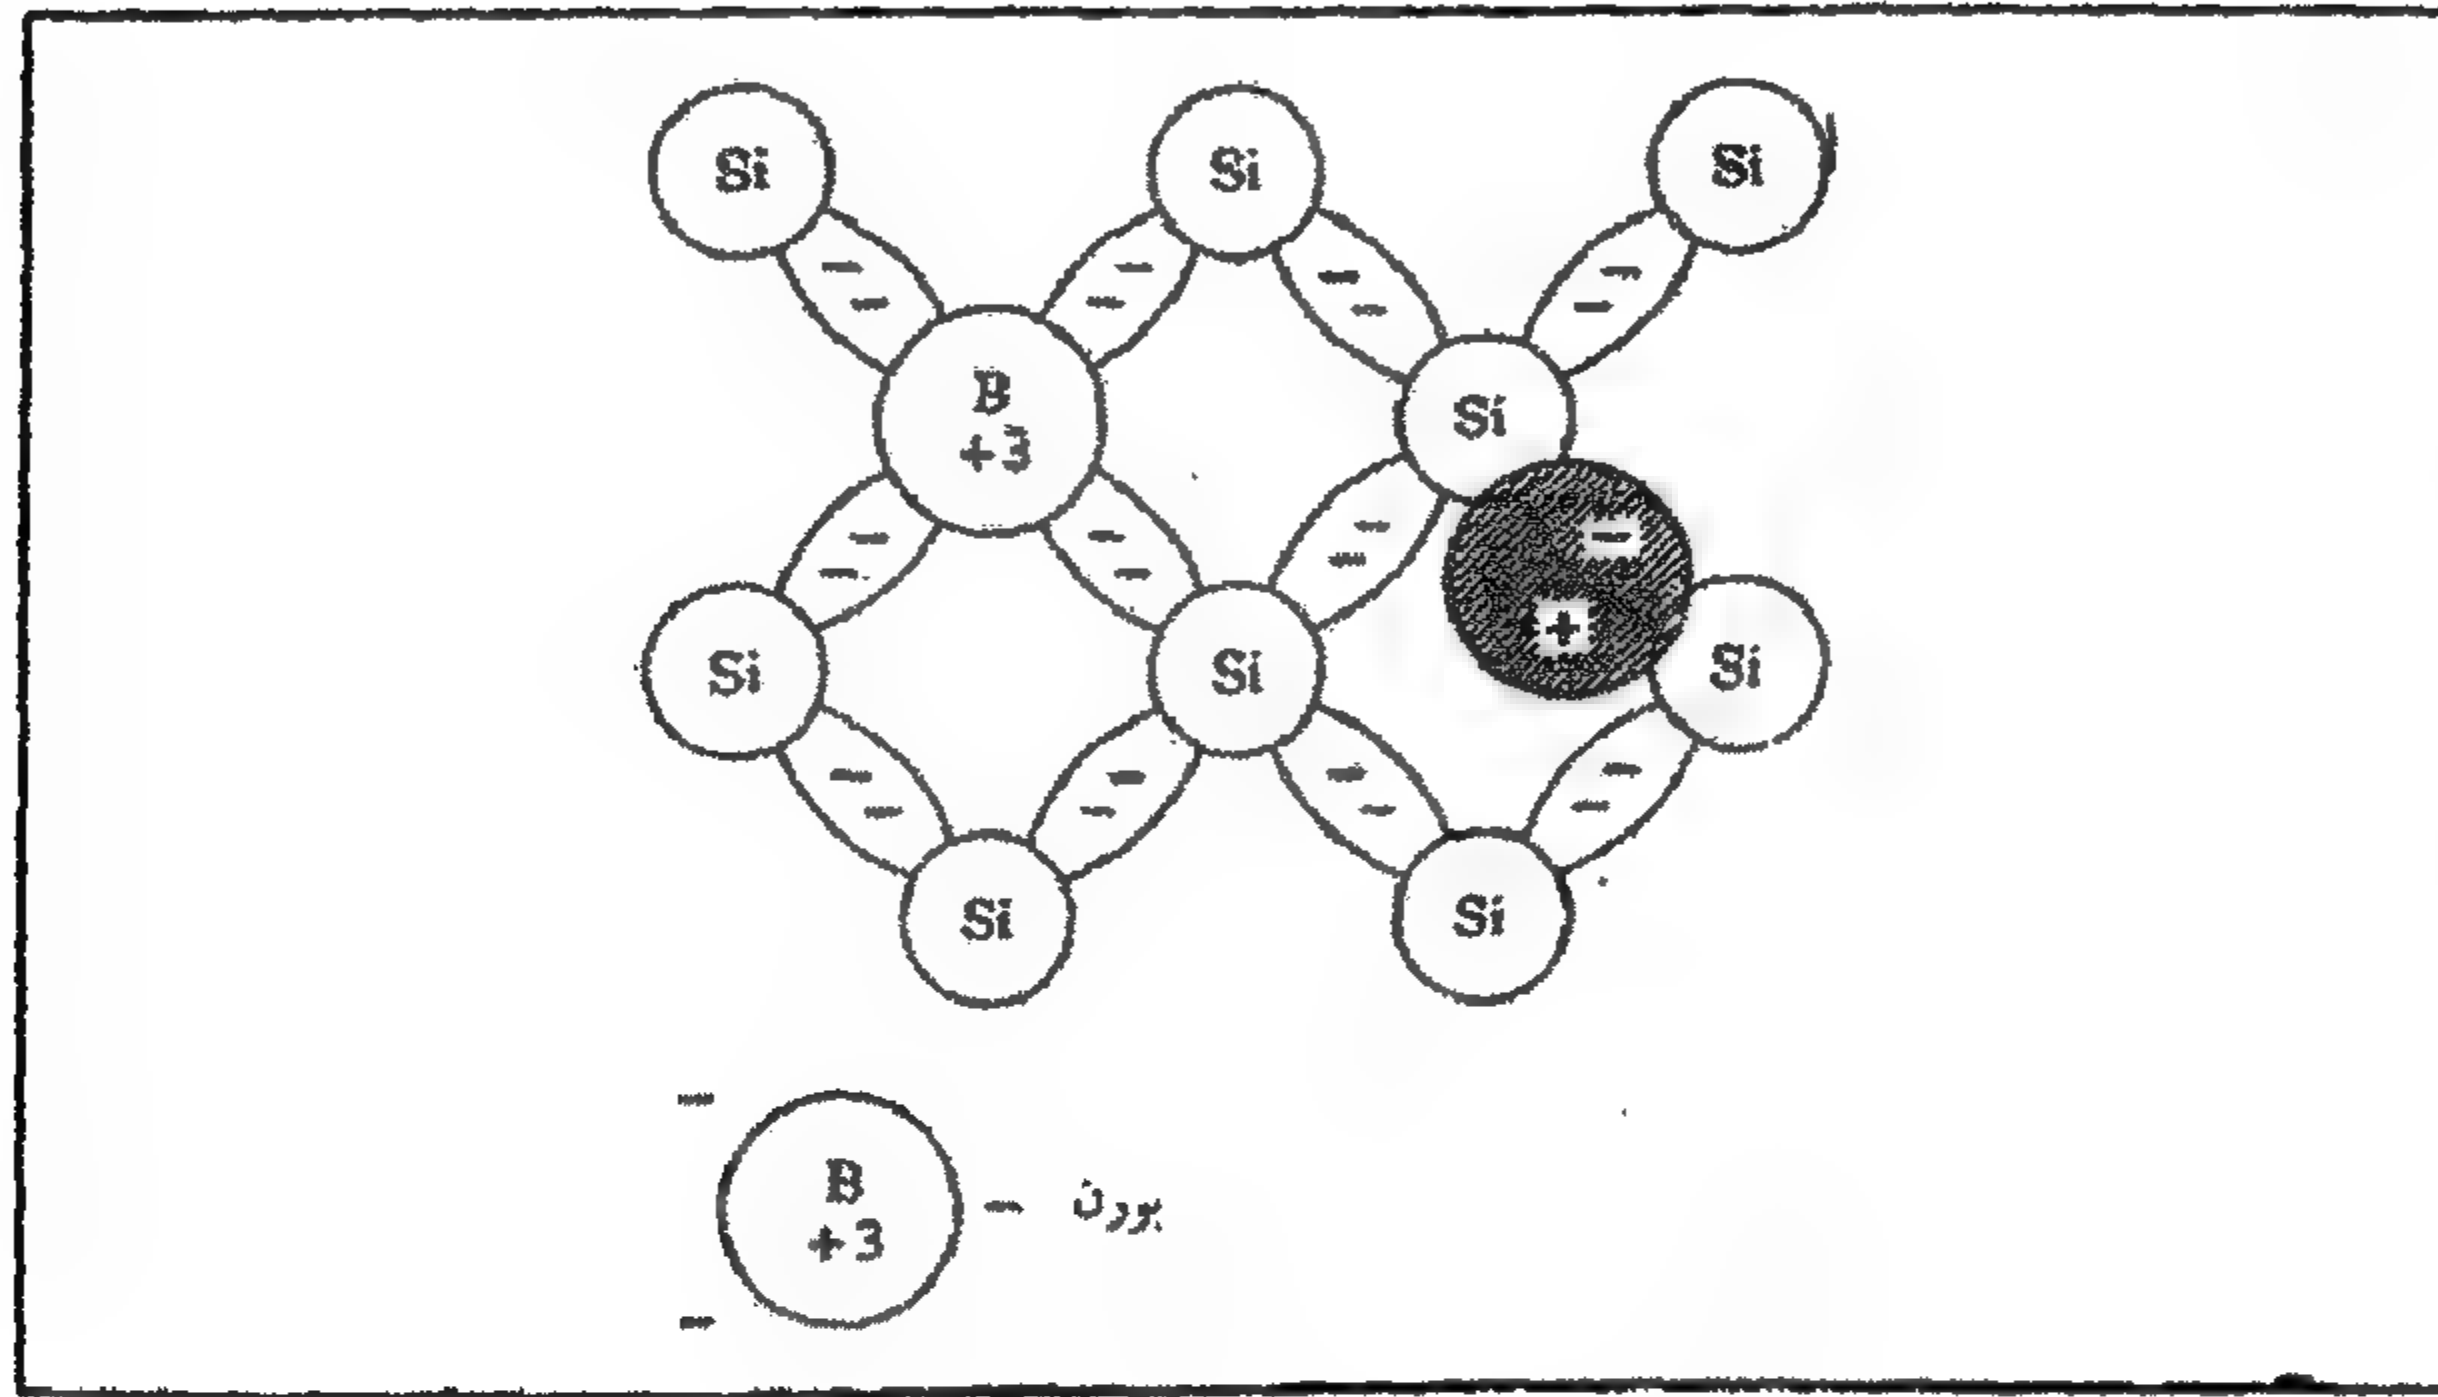 Si Si Si
- - - - - - - -
B
+3
Si
- - - - - - -
+
Si Si Si
- - - - - - - -
Si Si
-
B
+3
- بورن
-